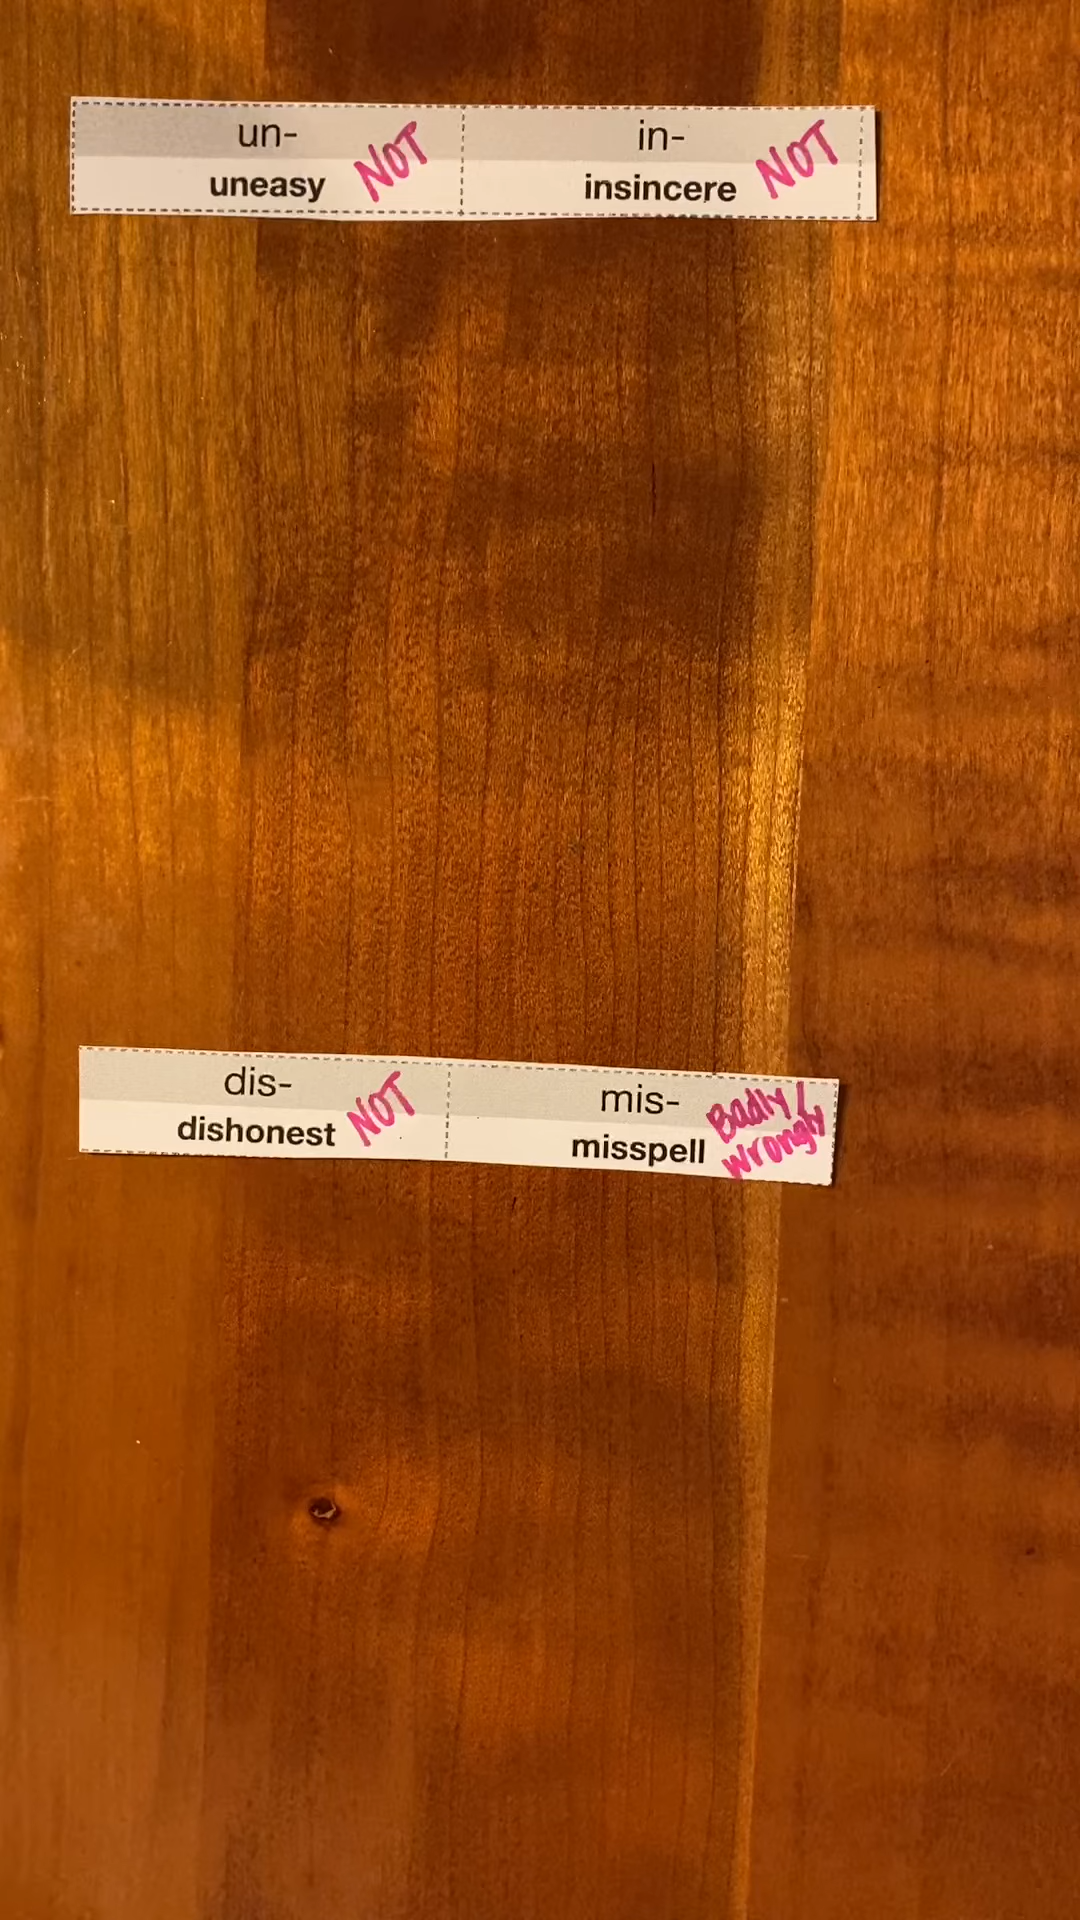 un-
NOT
uneasy
in-
NOT
insincere
dis-
NOT
dishonest
mis-
Badly/
wrongly
misspell